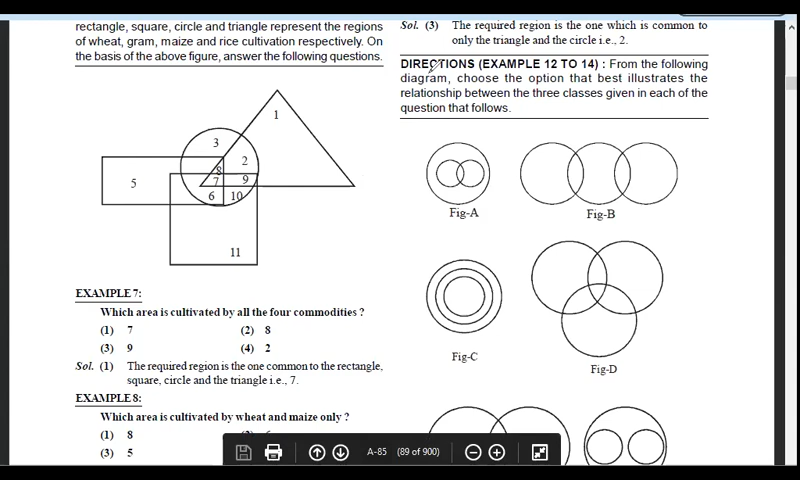 rectangle, square, circle and triangle represent the regions
of wheat, gram, maize and rice cultivation respectively. On
the basis of the above figure, answer the following questions.
1
3
2
8
5
7
9
6
10
11
EXAMPLE 7:
Which area is cultivated by all the four commodities ?
(1) 7 (2) 8
(3) 9 (4) 2
Sol. (1) The required region is the one common to the rectangle,
square, circle and the triangle i.e., 7.
EXAMPLE 8:
Which area is cultivated by wheat and maize only ?
(1) 8
(3) 5
Sol. (3) The required region is the one which is common to
only the triangle and the circle i.e., 2.
DIRECTIONS (EXAMPLE 12 TO 14) : From the following
diagram, choose the option that best illustrates the
relationship between the three classes given in each of the
question that follows.
Fig-A
Fig-B
Fig-C
Fig-D
A-85 (89 of 900)